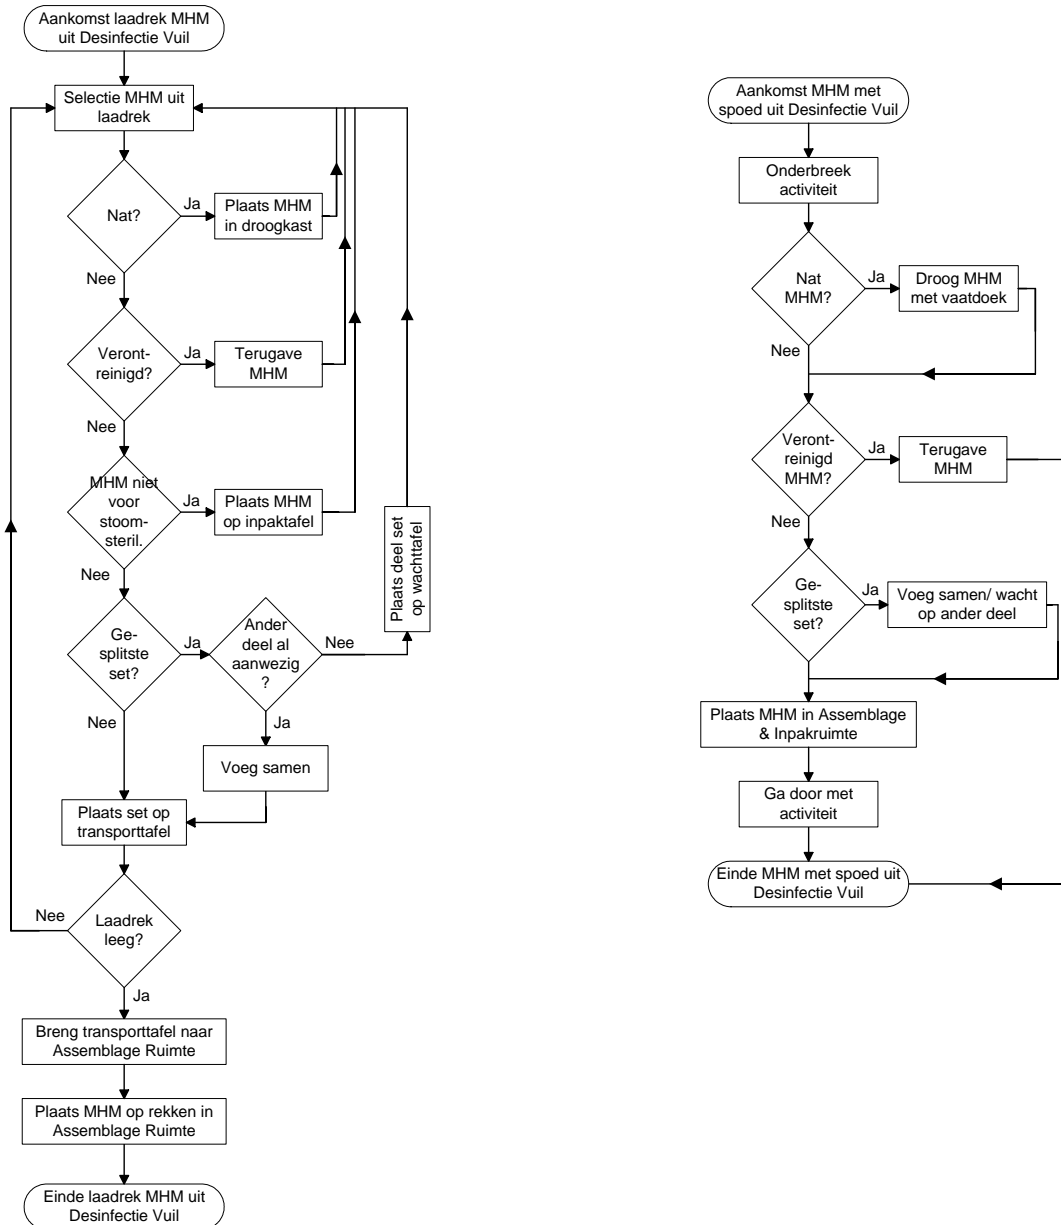 Aankomst laadrek MHM
uit Desinfectie Vuil
Selectie MHM uit
laadrek
Nat?
Ja
Plaats MHM
in droogkast
Nee
Veront-
reinigd?
Ja
Terugave
MHM
Nee
MHM niet
voor
stoom-
steril.
Ja
Plaats MHM
op inpaktafel
Nee
Plaats deel set
op wachttafel
Ge-
splitste
set?
Ja
Ander
deel al
aanwezig
?
Nee
Nee
Ja
Voeg samen
Plaats set op
transporttafel
Nee
Laadrek
leeg?
Ja
Breng transporttafel naar
Assemblage Ruimte
Plaats MHM op rekken in
Assemblage Ruimte
Einde laadrek MHM uit
Desinfectie Vuil
Aankomst MHM met
spoed uit Desinfectie Vuil
Onderbreek
activiteit
Nat
MHM?
Ja
Droog MHM
met vaatdoek
Nee
Veront-
reinigd
MHM?
Ja
Terugave
MHM
Nee
Ge-
splitste
set?
Ja
Voeg samen/ wacht
op ander deel
Plaats MHM in Assemblage
& Inpakruimte
Ga door met
activiteit
Einde MHM met spoed uit
Desinfectie Vuil